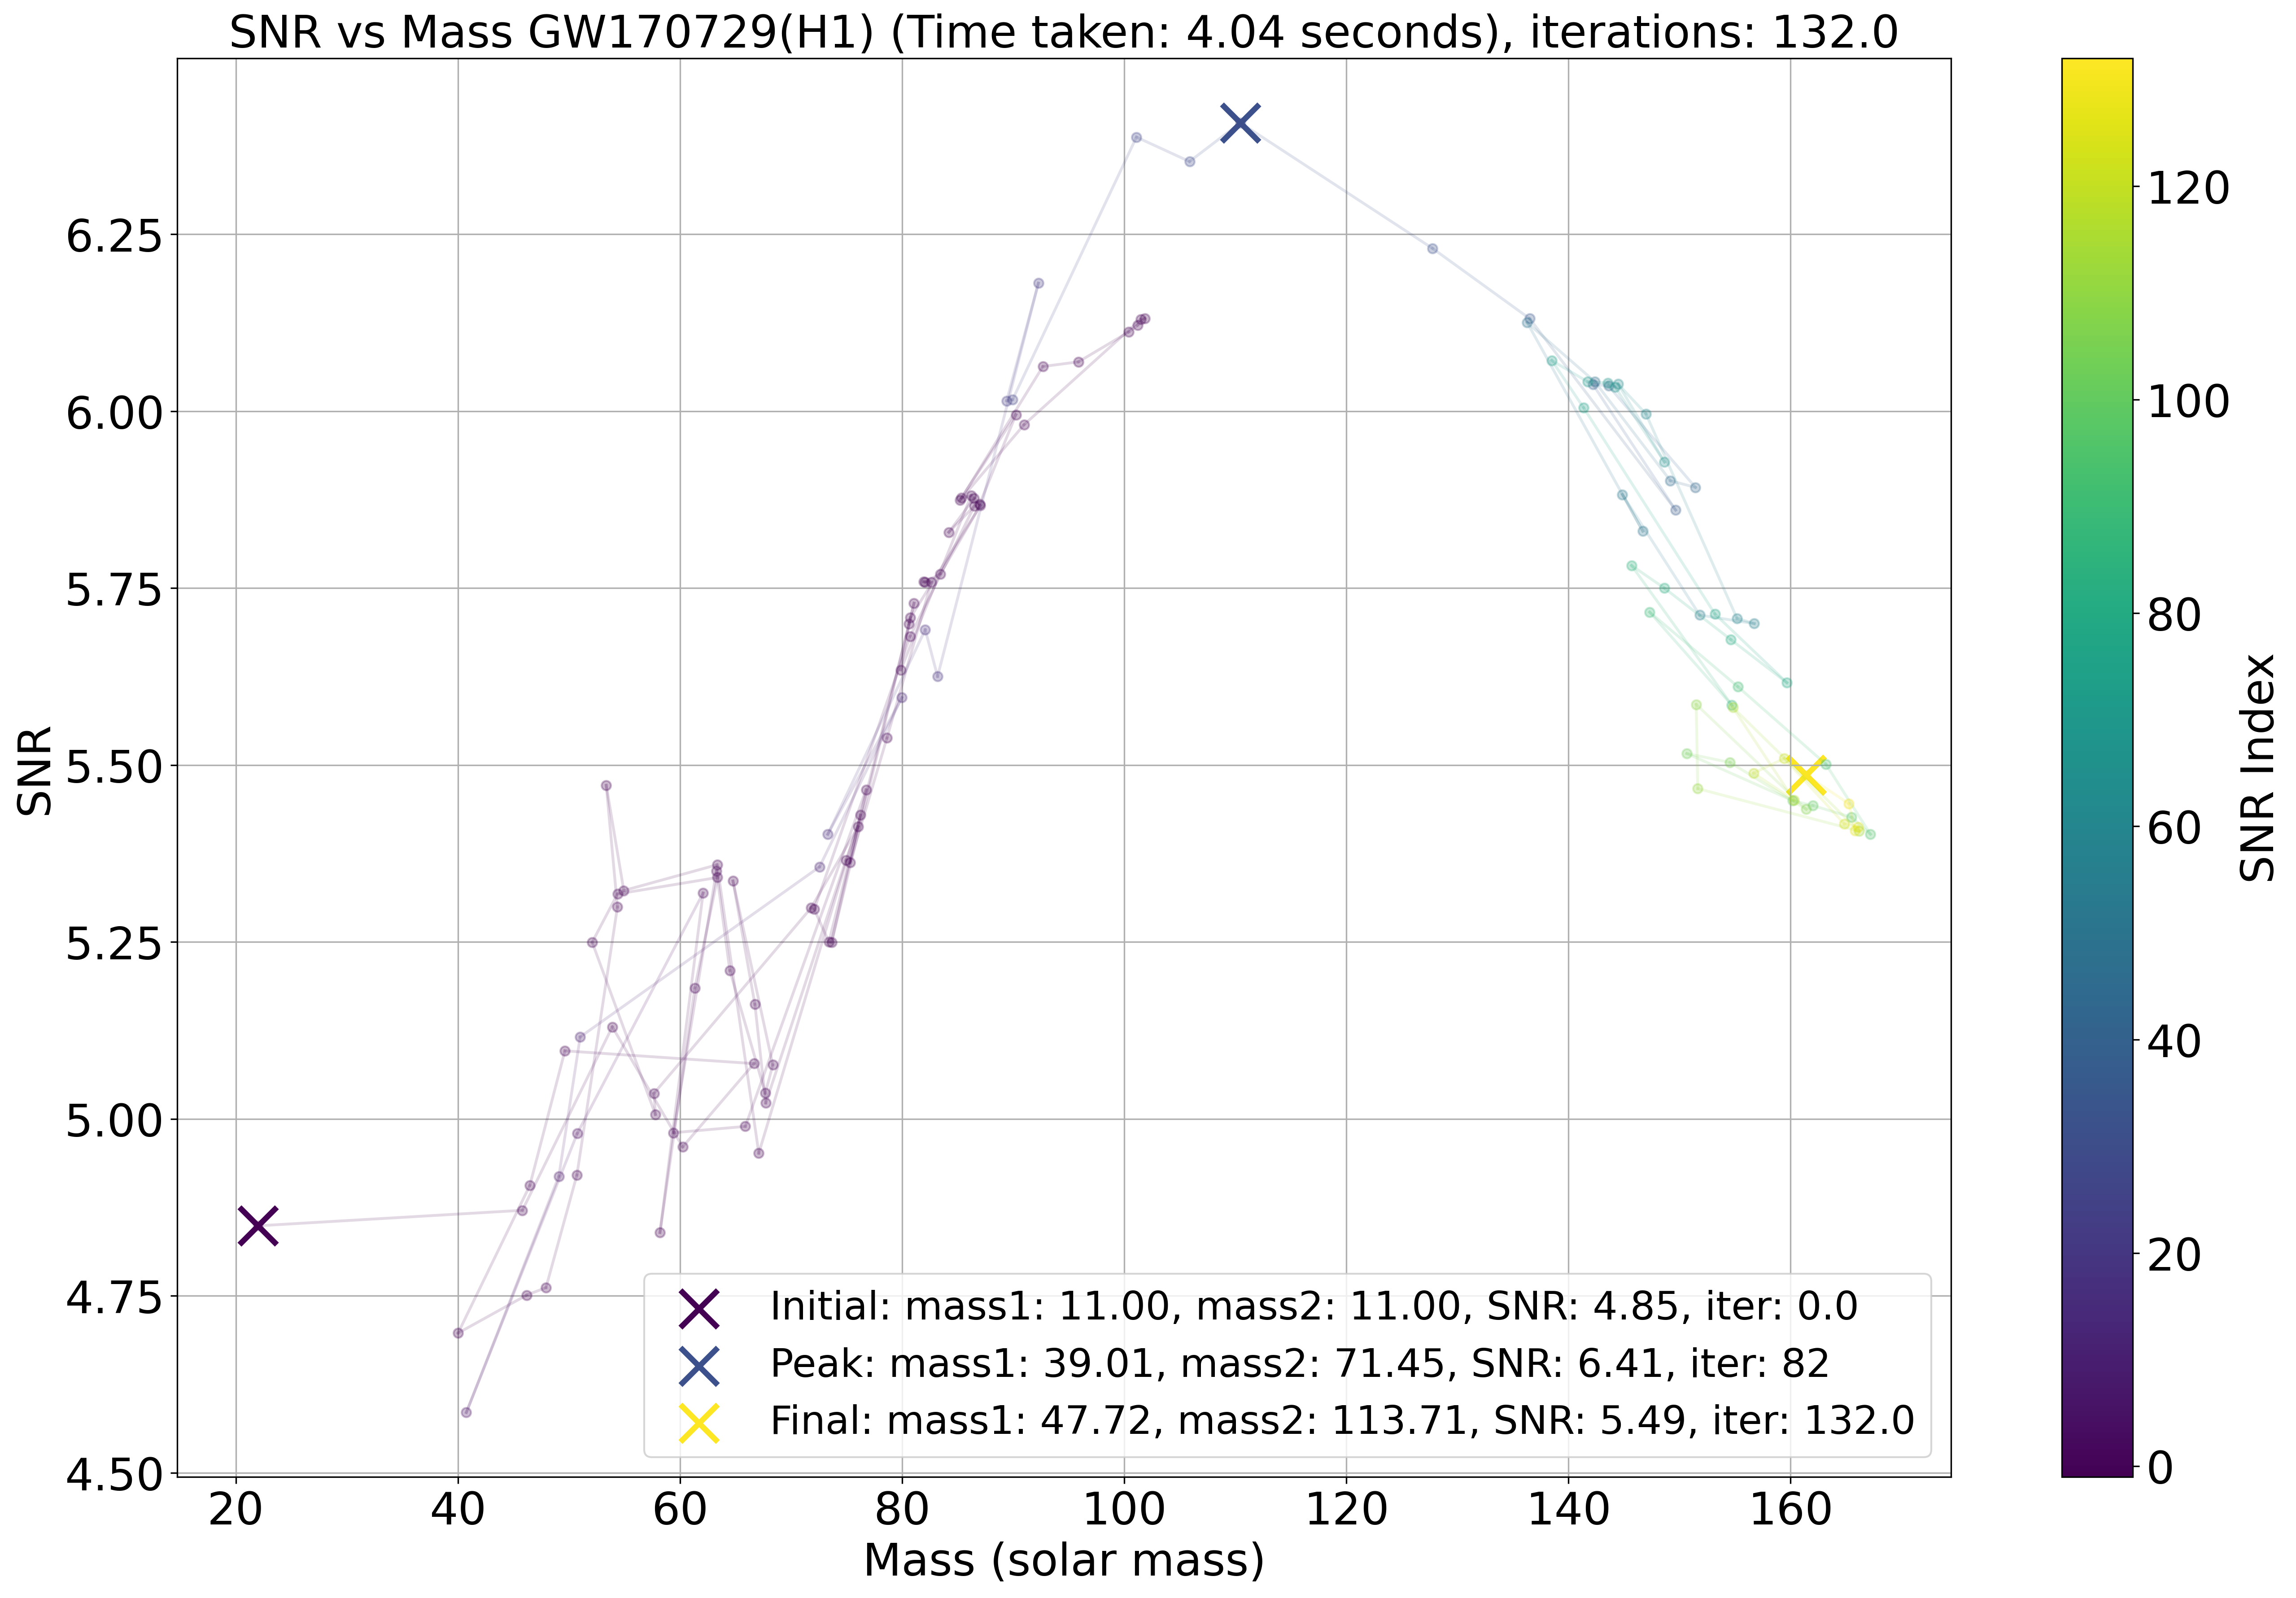 SNR vs Mass GW170729(H1) (Time taken: 4.04 seconds), iterations: 132.0
SNR
6.25
6.00
5.75
5.50
5.25
5.00
4.75
4.50
20 40 60 80 100 120 140 160
Mass (solar mass)
Initial: mass1: 11.00, mass2: 11.00, SNR: 4.85, iter: 0.0
Peak: mass1: 39.01, mass2: 71.45, SNR: 6.41, iter: 82
Final: mass1: 47.72, mass2: 113.71, SNR: 5.49, iter: 132.0
120
100
80
60
40
20
0
SNR Index